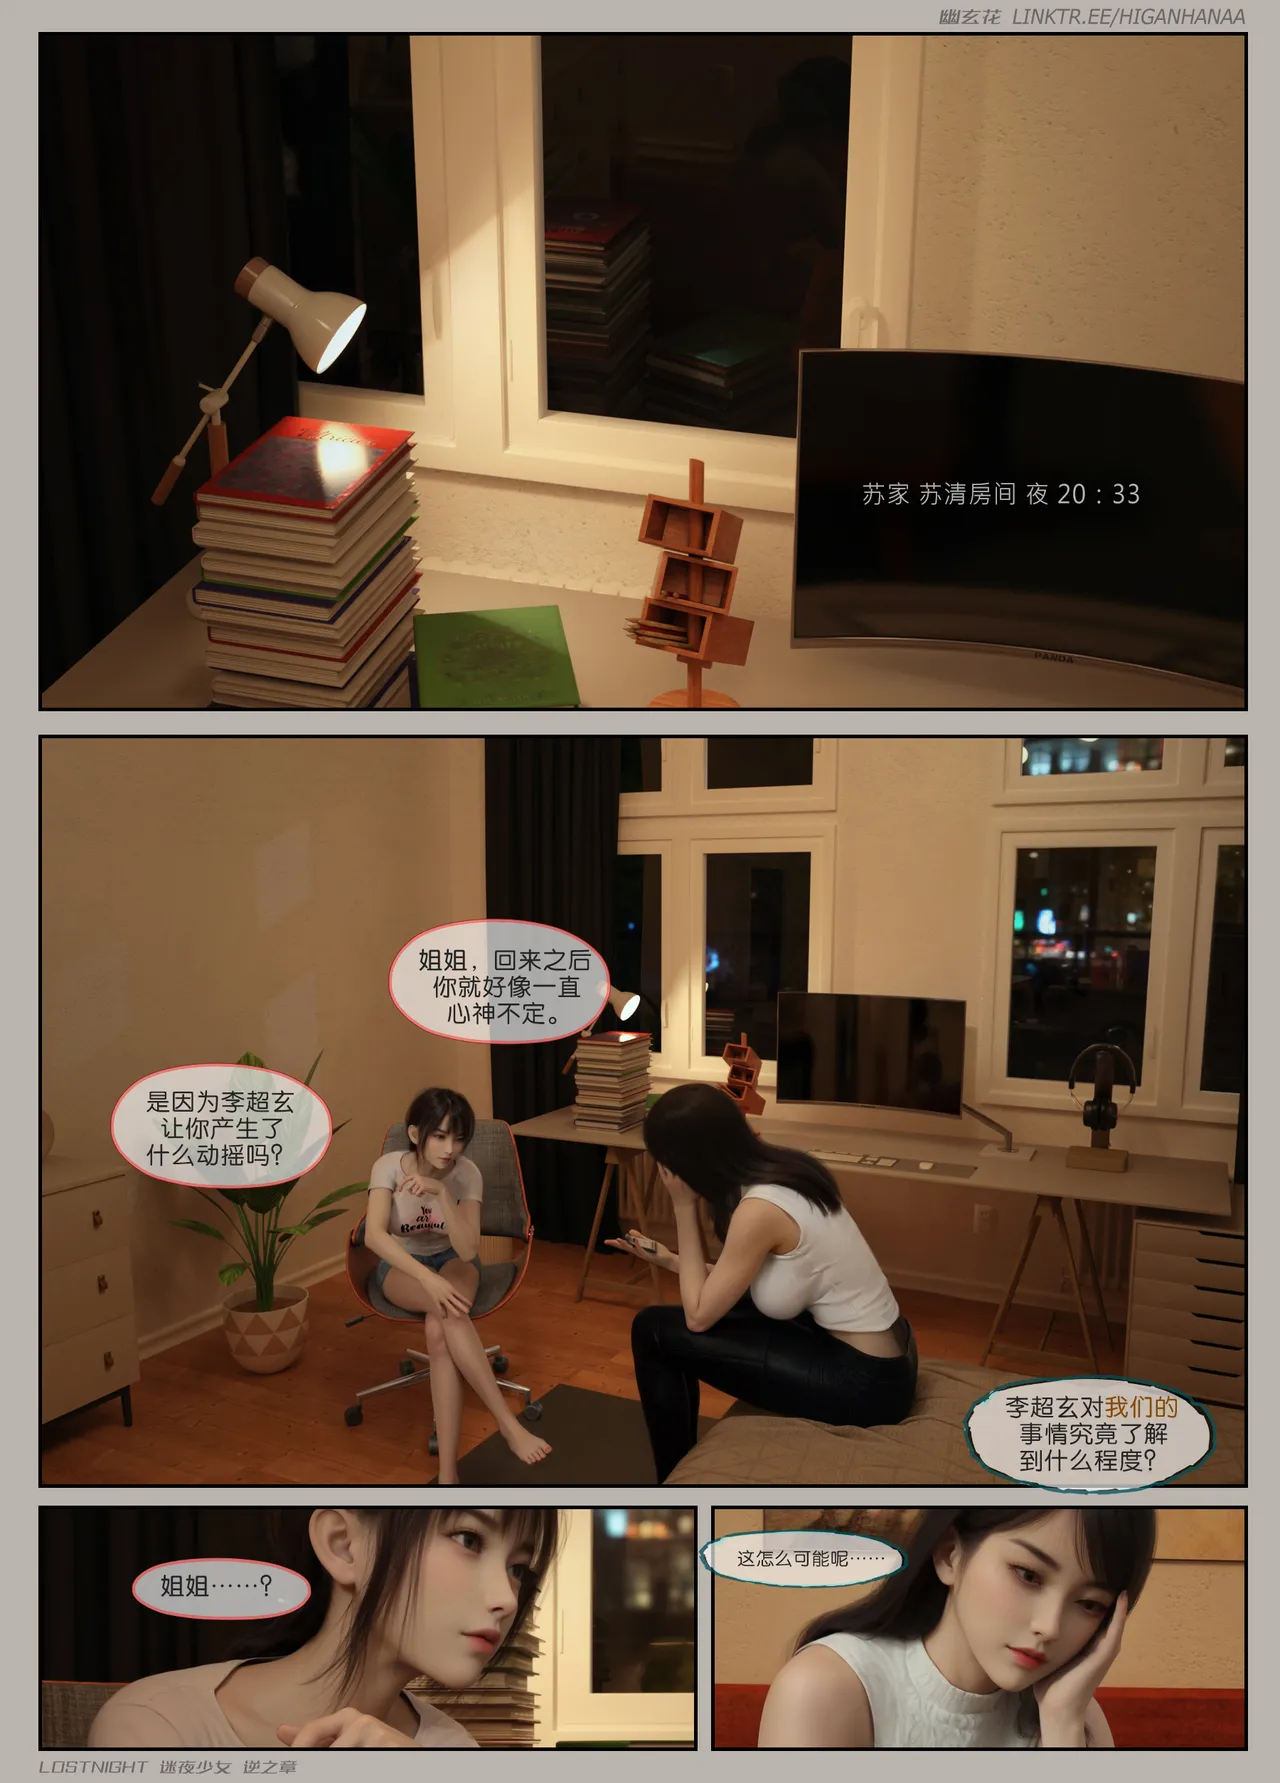 幽玄花 LINKTR.EE/HIGANHANAA
苏家 苏清房间 夜 20：33
PANDA
姐姐，回来之后
你就好像一直
心神不定。
是因为李超玄
让你产生了
什么动摇吗？
You
are
Beautiful
李超玄对我们的
事情究竟了解
到什么程度？
姐姐……？
这怎么可能呢……
LOSTNIGHT 迷夜少女 逆之章